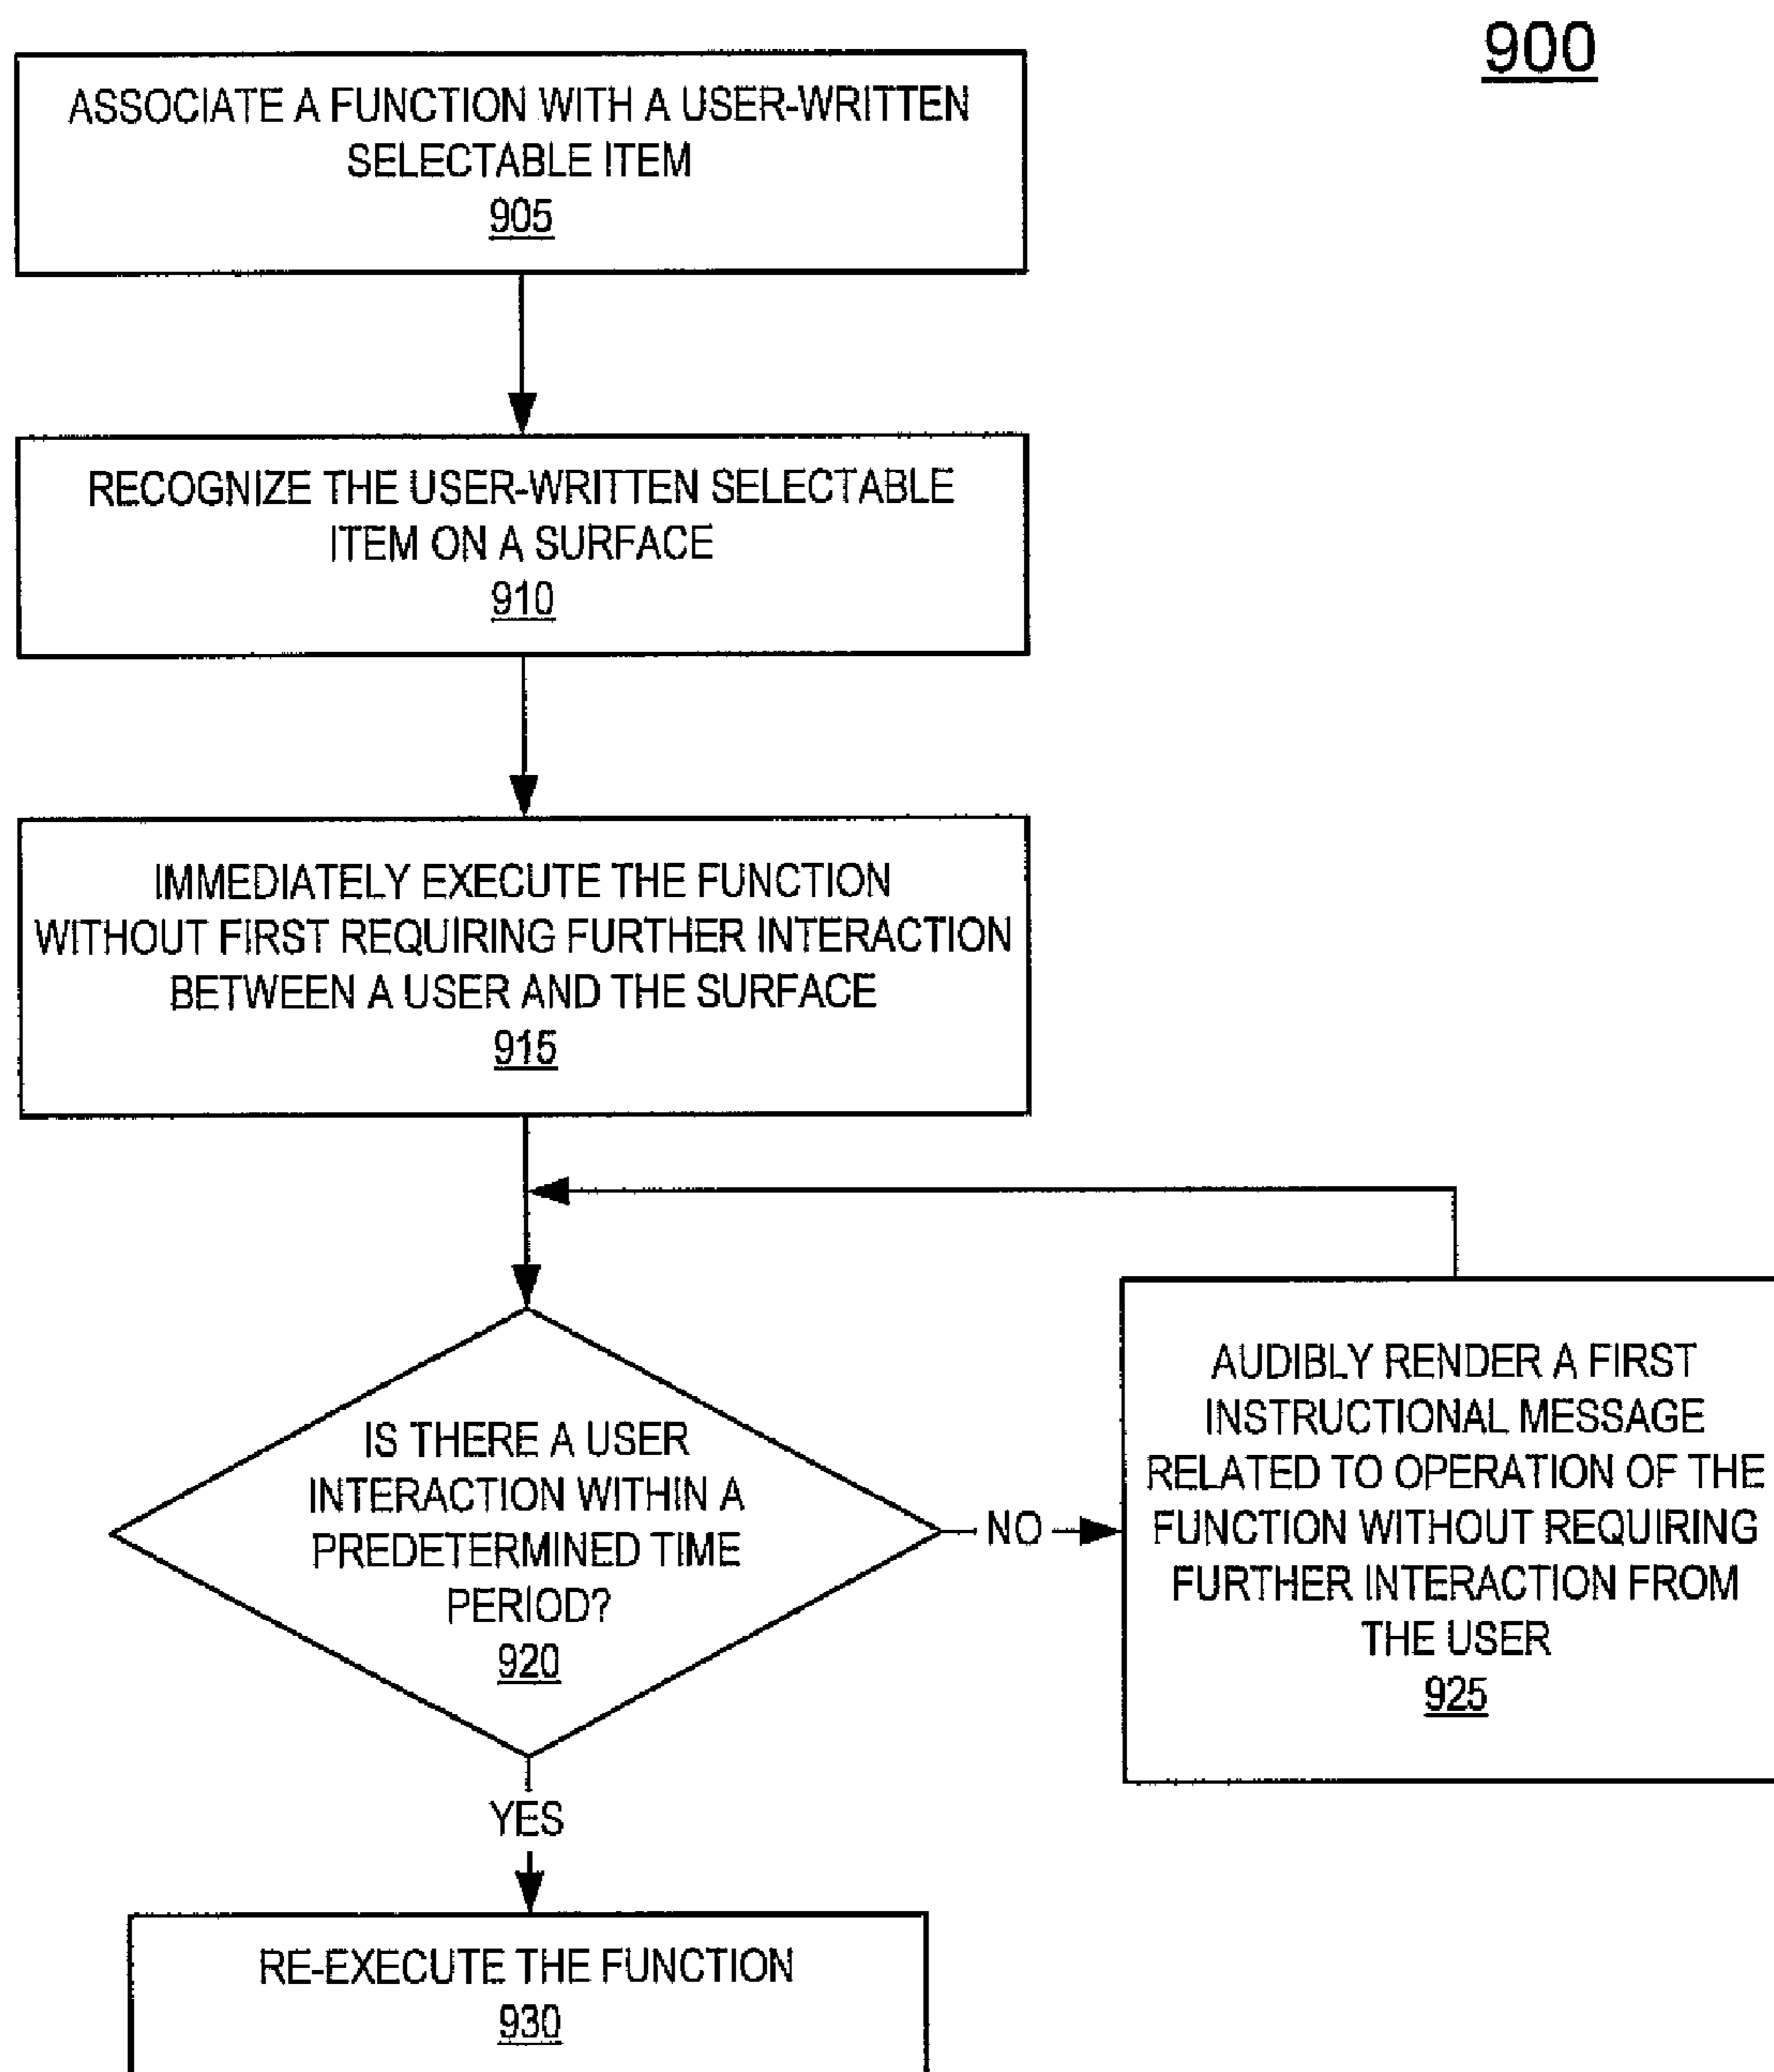 900
ASSOCIATE A FUNCTION WITH A USER-WRITTEN
SELECTABLE ITEM
905
RECOGNIZE THE USER-WRITTEN SELECTABLE
ITEM ON A SURFACE
910
IMMEDIATELY EXECUTE THE FUNCTION
WITHOUT FIRST REQUIRING FURTHER INTERACTION
BETWEEN A USER AND THE SURFACE
915
IS THERE A USER
INTERACTION WITHIN A
PREDETERMINED TIME
PERIOD?
920
NO
AUDIBLY RENDER A FIRST
INSTRUCTIONAL MESSAGE
RELATED TO OPERATION OF THE
FUNCTION WITHOUT REQUIRING
FURTHER INTERACTION FROM
THE USER
925
YES
RE-EXECUTE THE FUNCTION
930